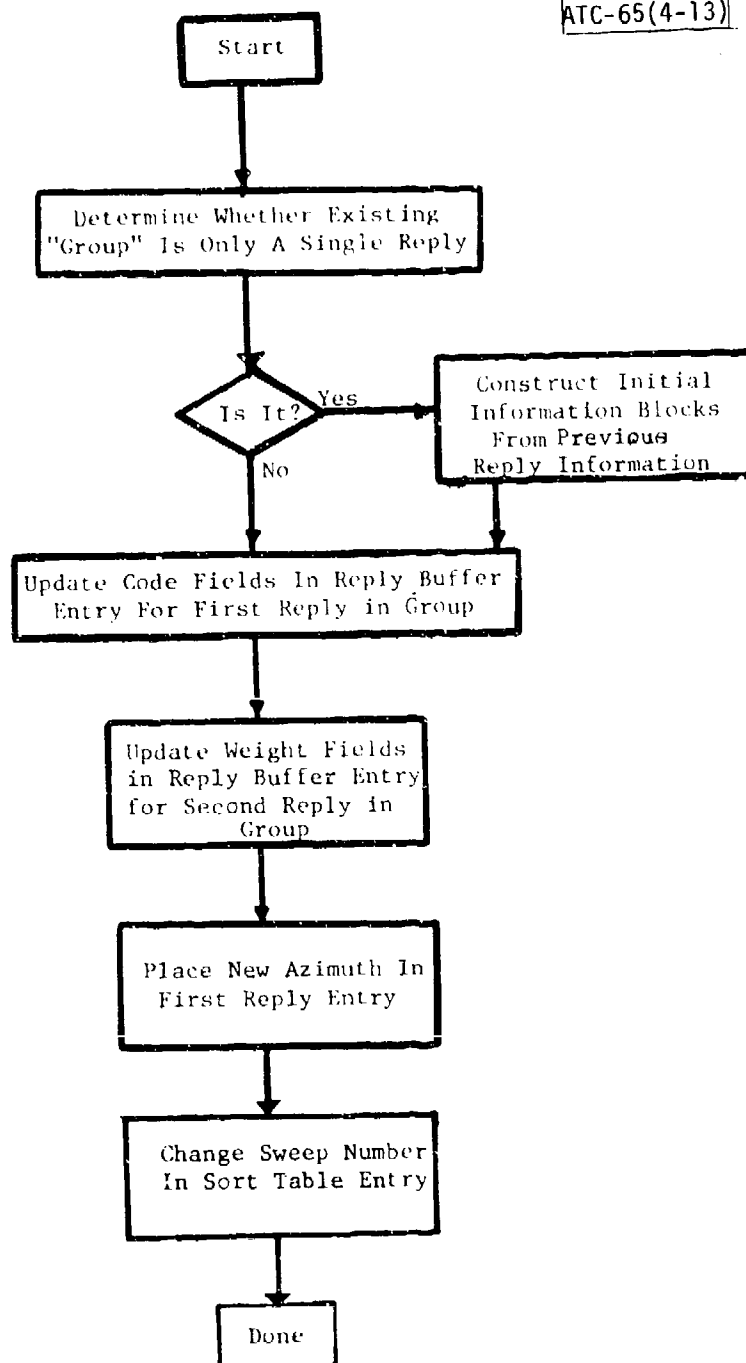 ATC-65(4-13)
Start
Determine Whether Existing
"Group" Is Only A Single Reply
Is It?
Yes
Construct Initial
Information Blocks
From Previous
Reply Information
No
Update Code Fields In Reply Buffer
Entry For First Reply in Group
Update Weight Fields
in Reply Buffer Entry
for Second Reply in
Group
Place New Azimuth In
First Reply Entry
Change Sweep Number
In Sort Table Entry
Done